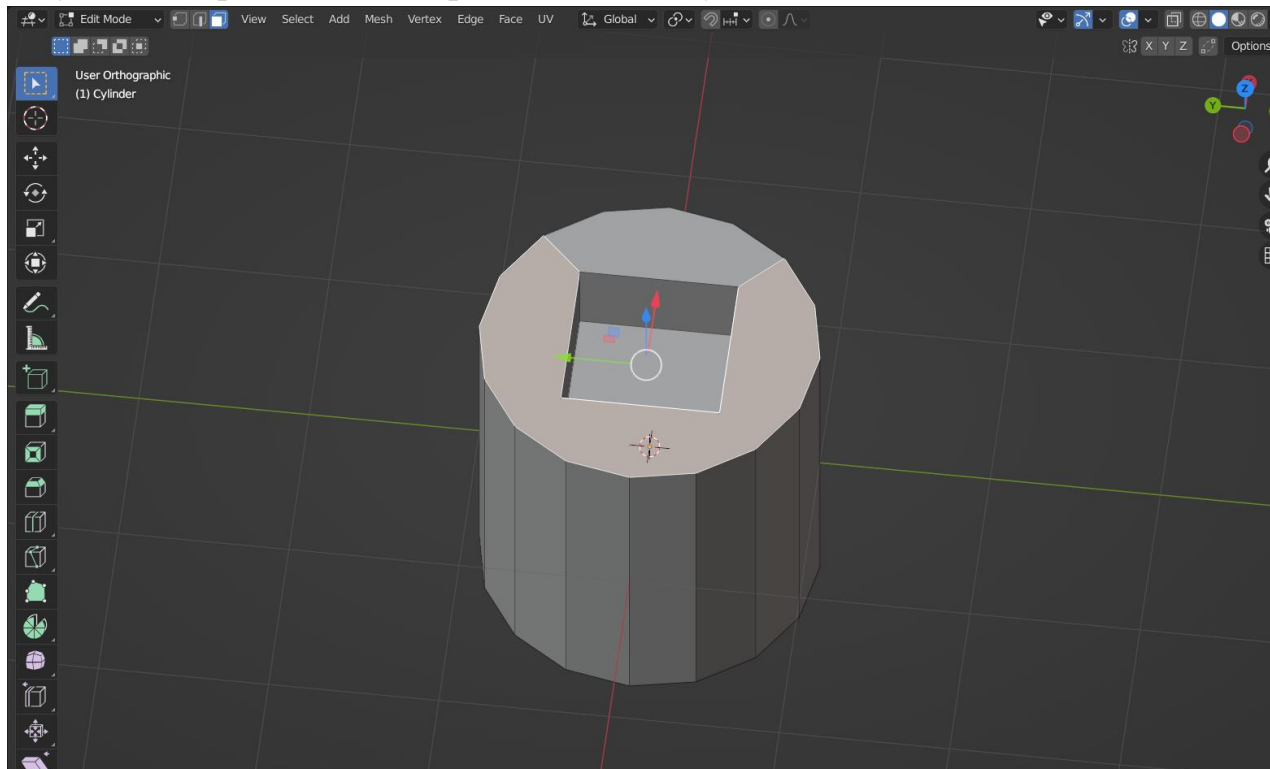 Edit Mode View Select Add Mesh Vertex Edge Face UV Global
X Y Z Options
User Orthographic
(1) Cylinder
Z
Y